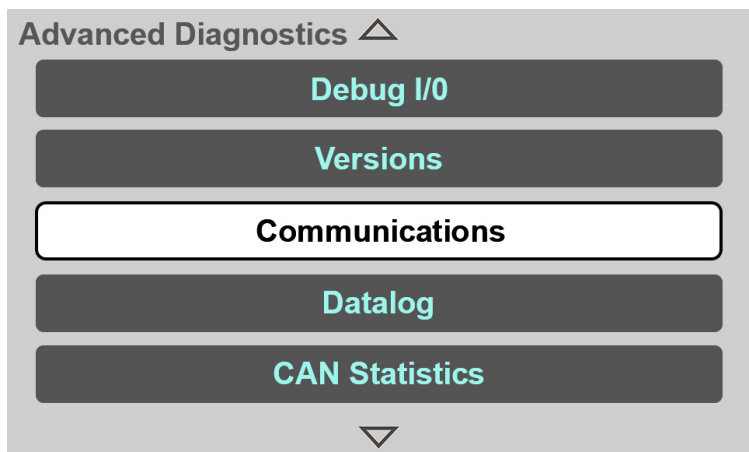 Advanced Diagnostics
Debug I/0
Versions
Communications
Datalog
CAN Statistics